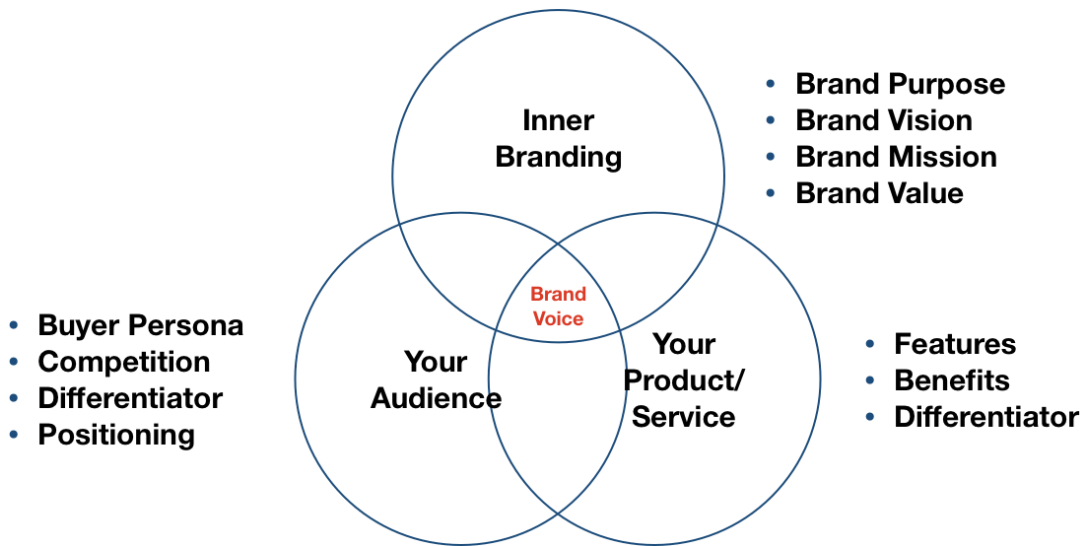 Inner
Branding
• Brand Purpose
• Brand Vision
• Brand Mission
• Brand Value
Brand
Voice
• Buyer Persona
• Competition
• Differentiator
• Positioning
Your
Audience
Your
Product/
Service
• Features
• Benefits
• Differentiator